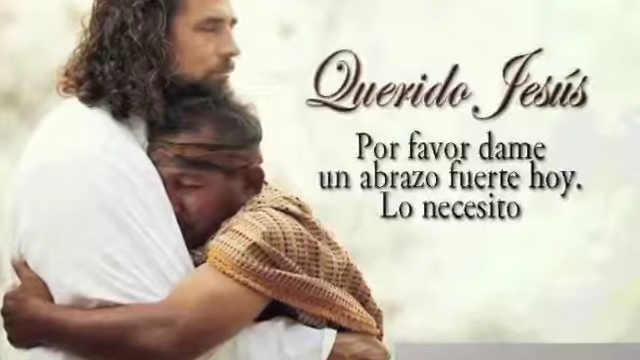 Querido Jesús
Por favor dame
un abrazo fuerte hoy.
Lo necesito